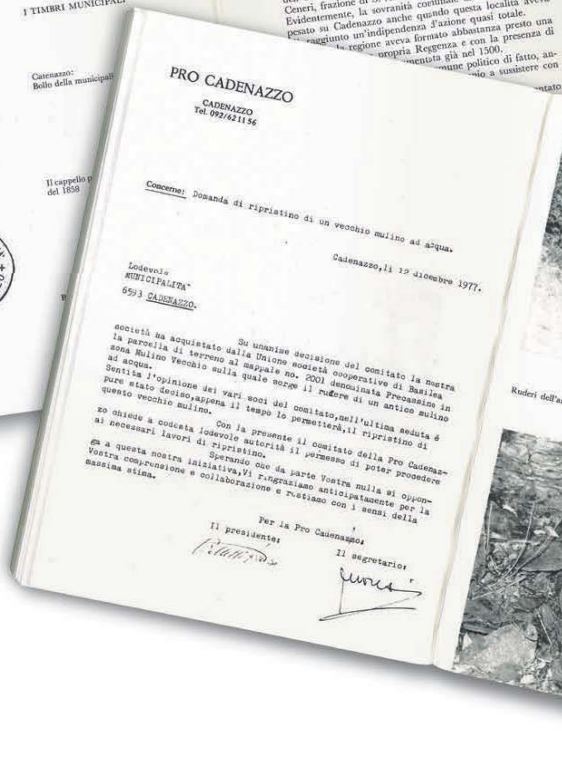 I TIMBRI MUNICIPALI
Catenazzo:
Bollo della municipali
Il cappello p
del 1858
Ceneri, frazione di
Evidentemente, la sovranità
pesato su Cadenazzo anche quando questa località aveva
raggiunto un'indipendenza d'azione quasi totale.
la regione aveva formato abbastanza presto una
propria Reggenza e con la presenza di
già nel 1500.
politico di fatto, an-
a sussistere con
PRO CADENAZZO
CADENAZZO
Tel. 092/62 11 56
Concerne: Domanda di ripristino di un vecchio mulino ad acqua.
Cadenazzo,li 12 dicembre 1977.
Lodevole
MUNICIPALITA'
6593 CADENAZZO.
Su unanime decisione del comitato la nostra
società ha acquistato dalla Unione società cooperative di Basilea
la parcella di terreno al mappale no. 2001 denominata Precassino in
zona Mulino Vecchio sulla quale sorge il rudere di un antico mulino
ad acqua.
Sentita l'opinione dei vari soci del comitato,nell'ultima seduta è
pure stato deciso,appena il tempo lo permetterà,il ripristino di
questo vecchio mulino.
Con la presente il comitato della Pro Cadenaz-
zo chiede a codesta lodevole autorità il permesso di poter procedere
ai necessari lavori di ripristino.
Sperando che da parte Vostra nulla si oppon-
ga a questa nostra iniziativa,Vi ringraziamo anticipatamente per la
Vostra comprensione e collaborazione e restiamo con i sensi della
massima stima.
Per la Pro Cadenazzo:
Il presidente:
Il segretario:
Ruderi dell'a